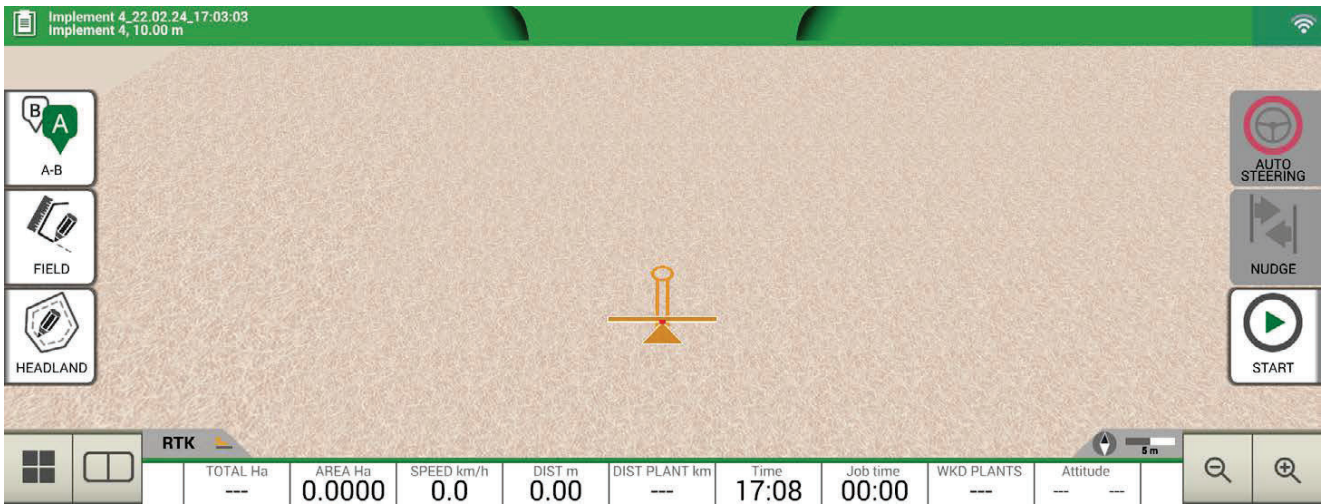 Implement 4_22.02.24_17:03:03
Implement 4, 10.00 m
B
A
A-B
FIELD
HEADLAND
AUTO
STEERING
NUDGE
START
RTK
5 m
TOTAL Ha
---
AREA Ha
0.0000
SPEED km/h
0.0
DIST m
0.00
DIST PLANT km
---
Time
17:08
Job time
00:00
WKD PLANTS
---
Attitude
--- ---